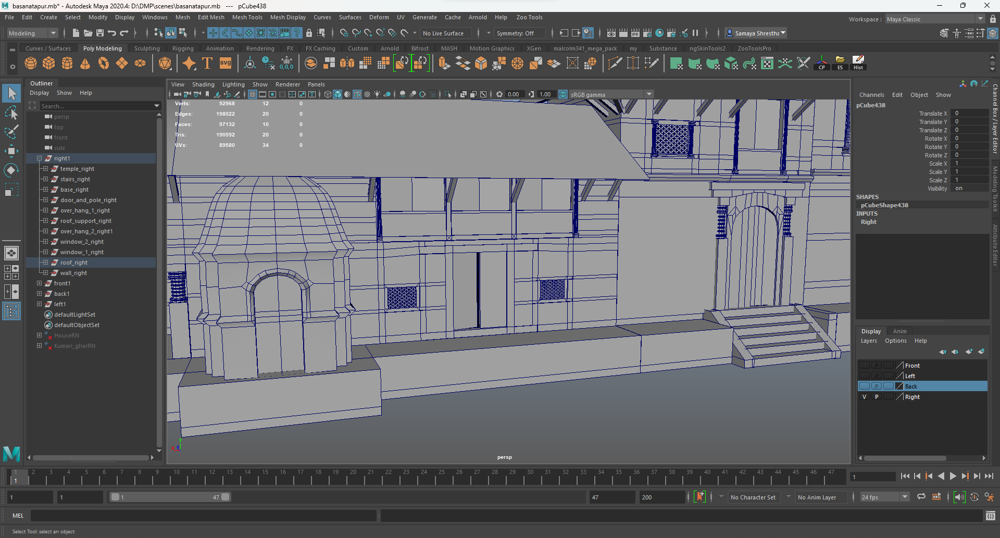 basanatapur.mb* - Autodesk Maya 2020.4: D:\DMP\scenes\basanatapur.mb   ---   pCube438
File Edit Create Select Modify Display Windows Mesh Edit Mesh Mesh Tools Mesh Display Curves Surfaces Deform UV Generate Cache Arnold Help Zoo Tools
Workspace : Maya Classic
Modeling No Live Surface Symmetry: Off Samaya Shrestha
Curves / Surfaces Poly Modeling Sculpting Rigging Animation Rendering FX FX Caching Custom Arnold Bifrost MASH Motion Graphics XGen malcolm341_mega_pack my Substance ngSkinTools2 ZooToolsPro
svg 0,0,0 CP ES Hist
Outliner
Display Show Help
Search...
persp
top
front
side
right1
temple_right
stairs_right
base_right
door_and_pole_right
over_hang_1_right
roof_support_right
over_hang_2_right1
window_2_right
window_1_right
roof_right
wall_right
front1
back1
left1
defaultLightSet
defaultObjectSet
HouseRN
Kumari_gharRN
View Shading Lighting Show Renderer Panels
0.00 1.00 ON sRGB gamma
Verts: 92968 12 0
Edges: 198022 20 0
Faces: 97132 10 0
Tris: 190592 20 0
UVs: 89580 34 0
y
x z
persp
Channels Edit Object Show
pCube438
Translate X 0
Translate Y 0
Translate Z 0
Rotate X 0
Rotate Y 0
Rotate Z 0
Scale X 1
Scale Y 1
Scale Z 1
Visibility on
SHAPES
pCubeShape438
INPUTS
Right
Channel Box / Layer Editor
Modeling Toolkit
Attribute Editor
Display Anim
Layers Options Help
P Front
P Left
P Back
V P Right
1 2 3 4 5 6 7 8 9 10 11 12 13 14 15 16 17 18 19 20 21 22 23 24 25 26 27 28 29 30 31 32 33 34 35 36 37 38 39 40 41 42 43 44 45 46 47
1 1
1 1 1 47 47 200 No Character Set No Anim Layer 24 fps
MEL
Select Tool: select an object